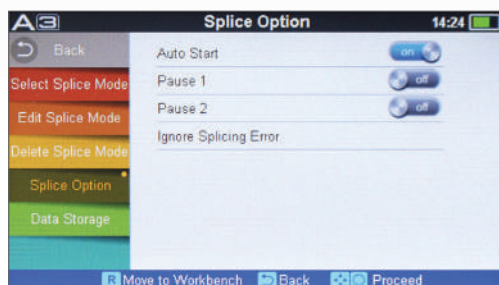 A3 Splice Option 14:24
Back
Auto Start on
Select Splice Mode
Pause 1 off
Edit Splice Mode
Pause 2 off
Delete Splice Mode
Ignore Splicing Error
Splice Option
Data Storage
R Move to Workbench Back Proceed